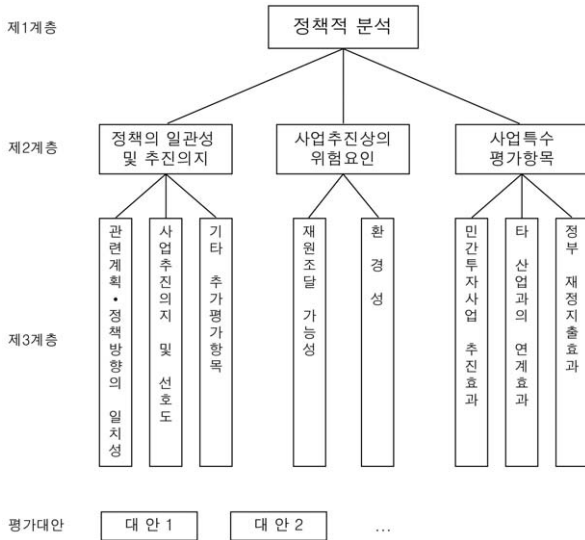 제1계층
정책적 분석
제2계층
정책의 일관성
및 추진의지
사업추진상의
위험요인
사업특수
평가항목
제3계층
관련계획•정책방향의 일치성
사업추진의지 및 선호도
기타 추가평가항목
재원조달 가능성
환경성
민간투자사업 추진효과
타 산업과의 연계효과
정부 재정지출효과
평가대안
대 안 1
대 안 2
…